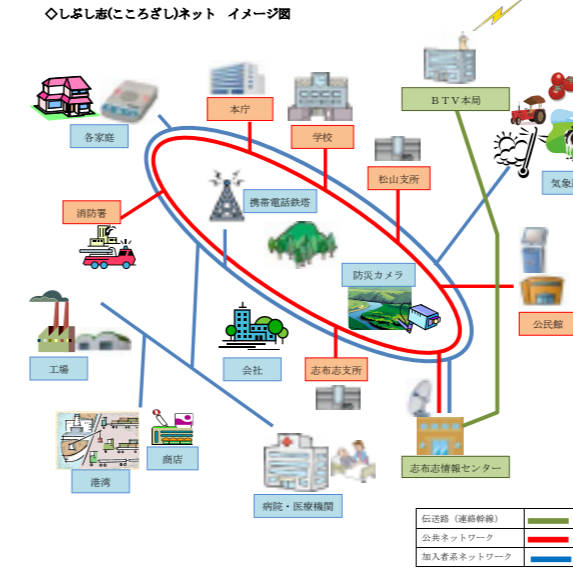 ◇しぶし志(こころざし)ネット　イメージ図
ＢＴＶ本局
本庁
各家庭
学校
松山支所
気象
携帯電話鉄塔
消防署
防災カメラ
公民館
工場
会社
志布志支所
商店
港湾
志布志情報センター
病院・医療機関
伝送路（連絡幹線）
公共ネットワーク
加入者系ネットワーク